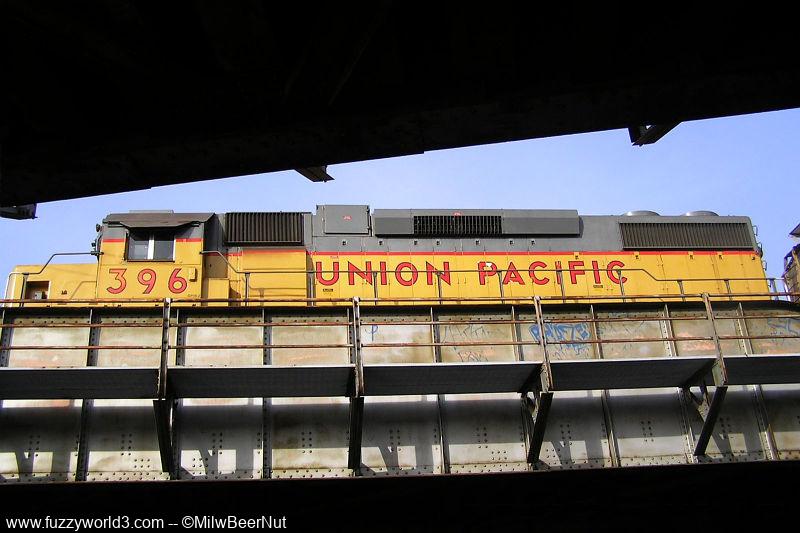 396 UNION PACIFIC
www.fuzzyworld3.com -- ©MilwBeerNut